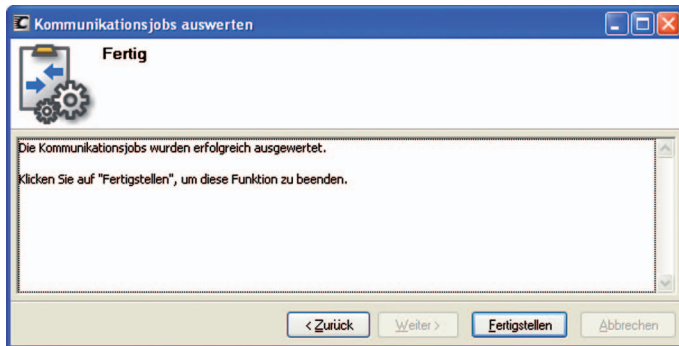 Kommunikationsjobs auswerten
Fertig
Die Kommunikationsjobs wurden erfolgreich ausgewertet.
Klicken Sie auf "Fertigstellen", um diese Funktion zu beenden.
< Zurück Weiter > Fertigstellen Abbrechen